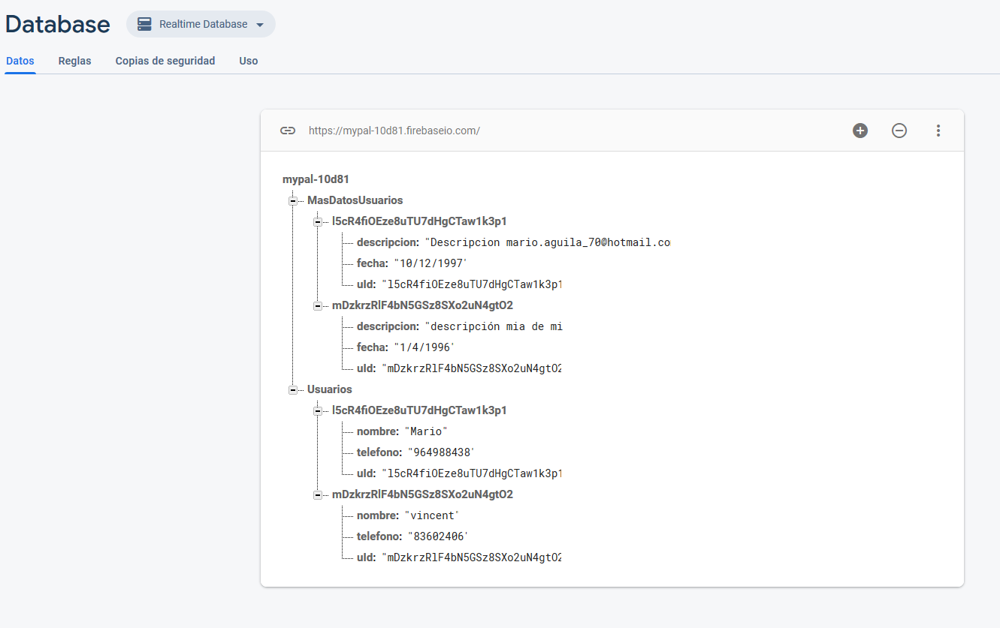 Database Realtime Database
Datos Reglas Copias de seguridad Uso
https://mypal-10d81.firebaseio.com/
mypal-10d81
MasDatosUsuarios
l5cR4fiOEze8uTU7dHgCTaw1k3p1
descripcion: "Descripcion mario.aguila_70@hotmail.co
fecha: "10/12/1997"
uId: "l5cR4fiOEze8uTU7dHgCTaw1k3p1
mDzkrzRlF4bN5GSz8SXo2uN4gtO2
descripcion: "descripción mia de mi
fecha: "1/4/1996"
uId: "mDzkrzRlF4bN5GSz8SXo2uN4gtO2
Usuarios
l5cR4fiOEze8uTU7dHgCTaw1k3p1
nombre: "Mario"
telefono: "964988438"
uId: "l5cR4fiOEze8uTU7dHgCTaw1k3p1
mDzkrzRlF4bN5GSz8SXo2uN4gtO2
nombre: "vincent"
telefono: "83602406"
uId: "mDzkrzRlF4bN5GSz8SXo2uN4gtO2